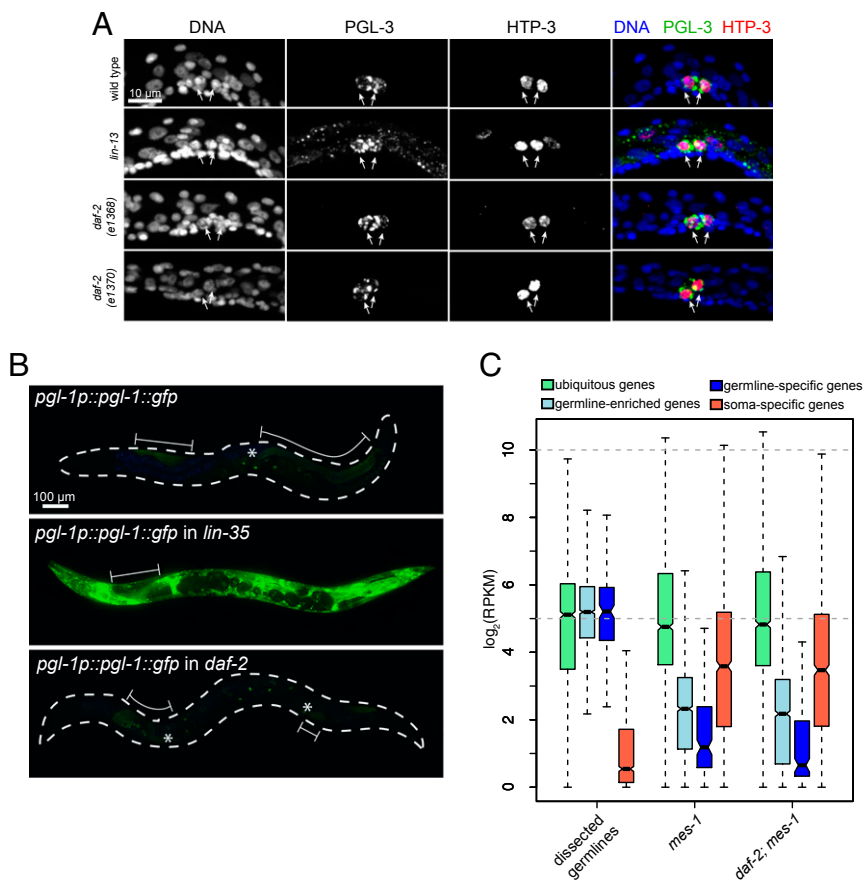 A
DNA PGL-3 HTP-3 DNA PGL-3 HTP-3
wild type
10 µm
lin-13
daf-2
(e1368)
daf-2
(e1370)
B
pgl-1p::pgl-1::gfp
*
100 µm
pgl-1p::pgl-1::gfp in lin-35
pgl-1p::pgl-1::gfp in daf-2
*
*
C
ubiquitous genes germline-specific genes
germline-enriched genes soma-specific genes
log2(RPKM)
10
8
6
4
2
0
dissected
germlines
mes-1
daf-2; mes-1